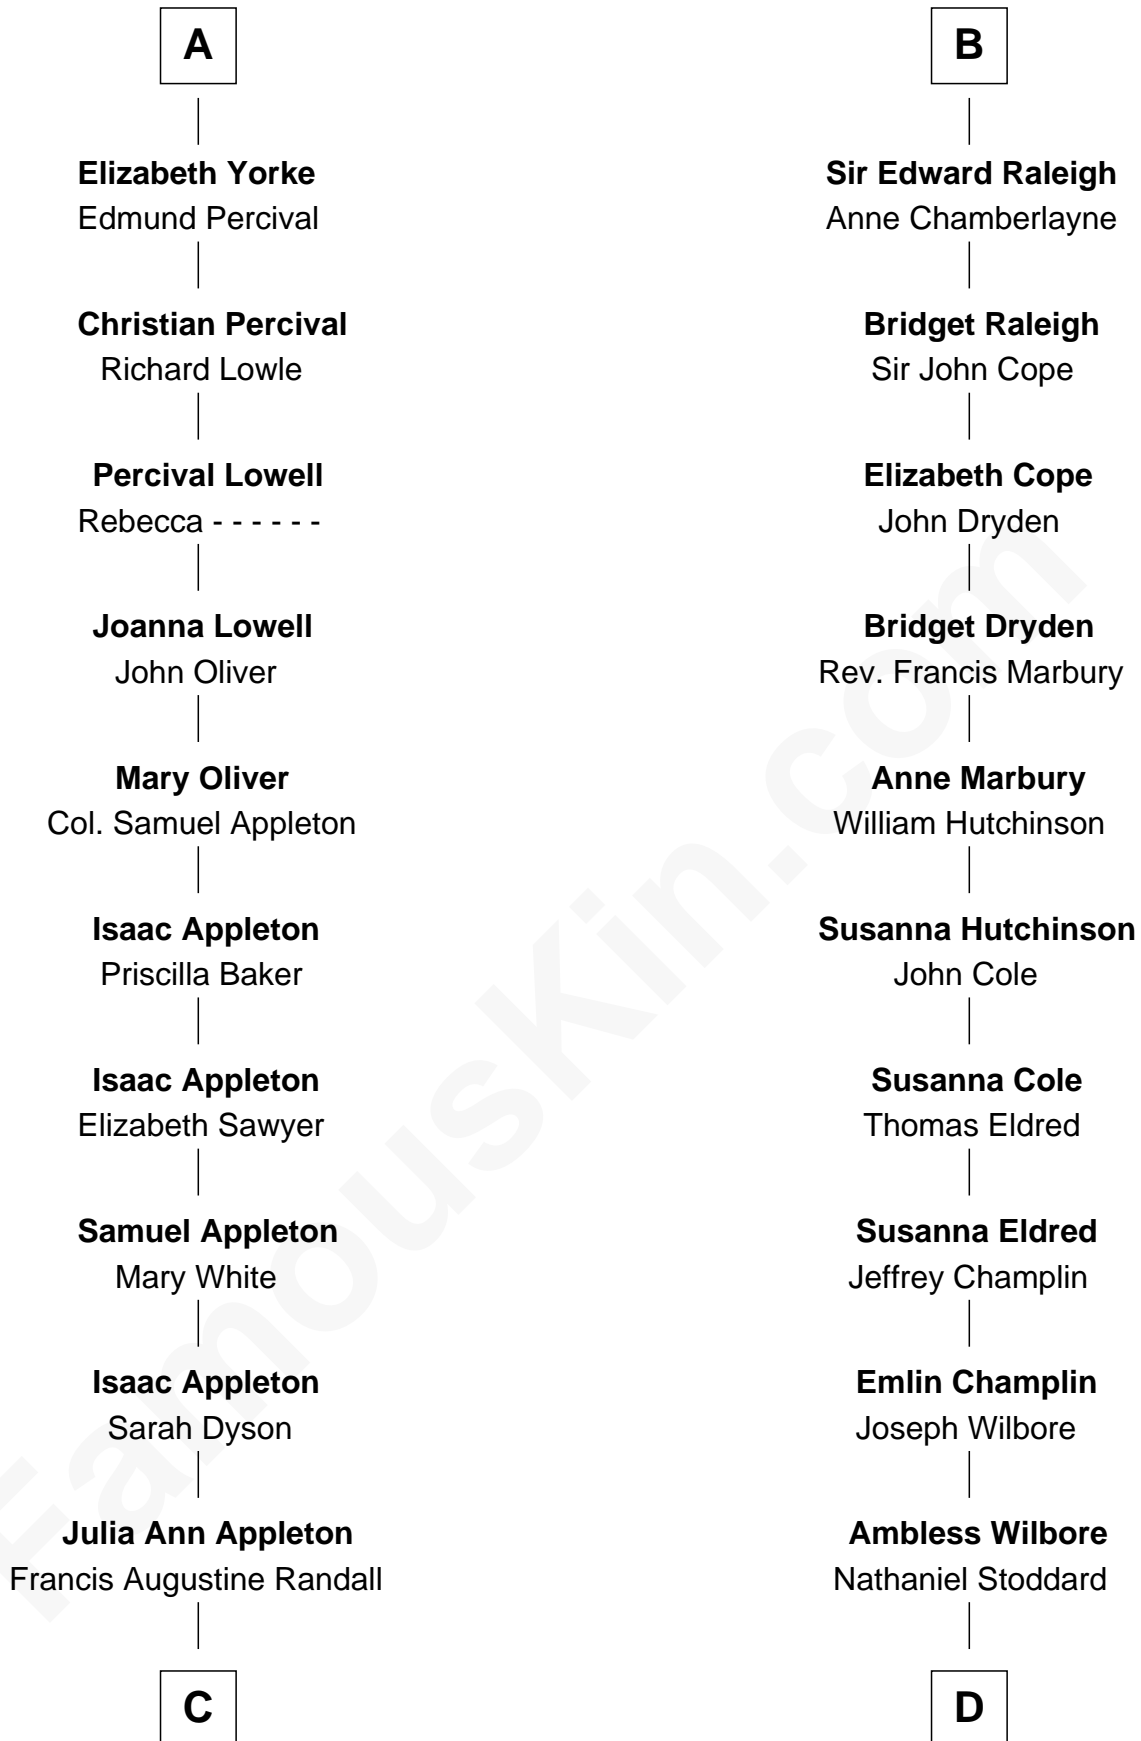 A
Elizabeth Yorke
Edmund Percival
Christian Percival
Richard Lowle
Percival Lowell
Rebecca - - - - - -
Joanna Lowell
John Oliver
Mary Oliver
Col. Samuel Appleton
Isaac Appleton
Priscilla Baker
Isaac Appleton
Elizabeth Sawyer
Samuel Appleton
Mary White
Isaac Appleton
Sarah Dyson
Julia Ann Appleton
Francis Augustine Randall
C
B
Sir Edward Raleigh
Anne Chamberlayne
Bridget Raleigh
Sir John Cope
Elizabeth Cope
John Dryden
Bridget Dryden
Rev. Francis Marbury
Anne Marbury
William Hutchinson
Susanna Hutchinson
John Cole
Susanna Cole
Thomas Eldred
Susanna Eldred
Jeffrey Champlin
Emlin Champlin
Joseph Wilbore
Ambless Wilbore
Nathaniel Stoddard
D
FamousKin.com